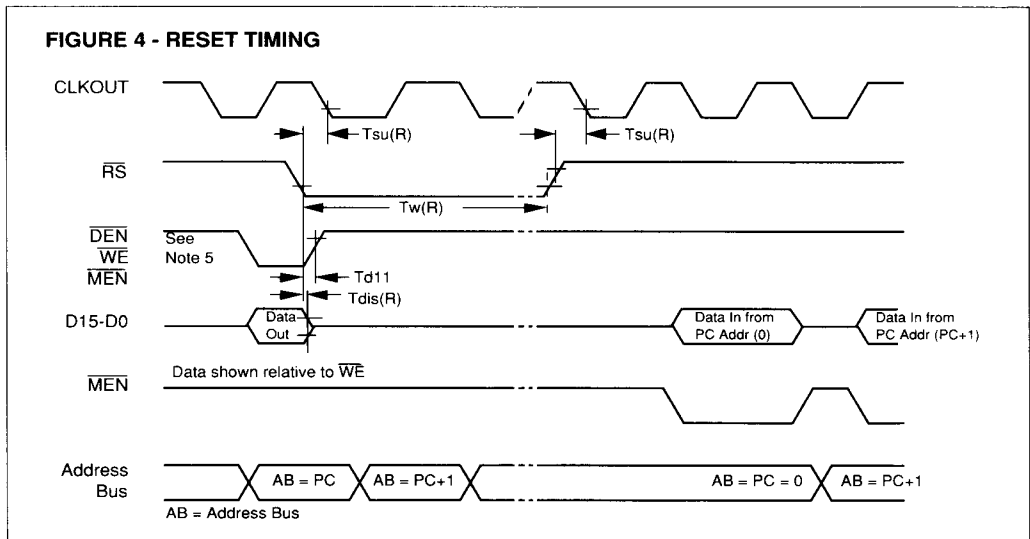 FIGURE 4 - RESET TIMING
CLKOUT
Tsu(R)
Tsu(R)
RS
Tw(R)
DEN
WE
MEN
See
Note 5
Td11
Tdis(R)
D15-D0
Data
Out
Data In from
PC Addr (0)
Data In from
PC Addr (PC+1)
Data shown relative to WE
MEN
Address
Bus
AB = PC
AB = PC+1
AB = PC = 0
AB = PC+1
AB = Address Bus